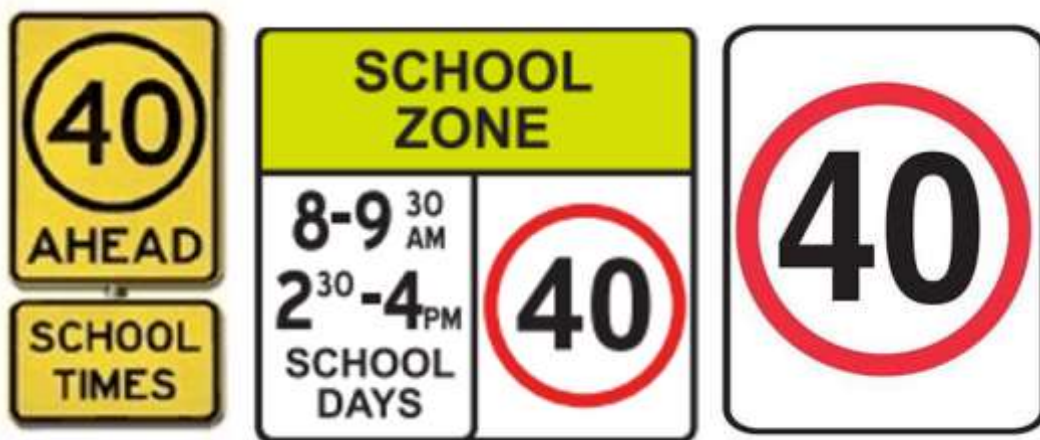 40
AHEAD
SCHOOL
TIMES
SCHOOL
ZONE
8-9 30 AM
2 30 -4 PM
SCHOOL
DAYS
40
40